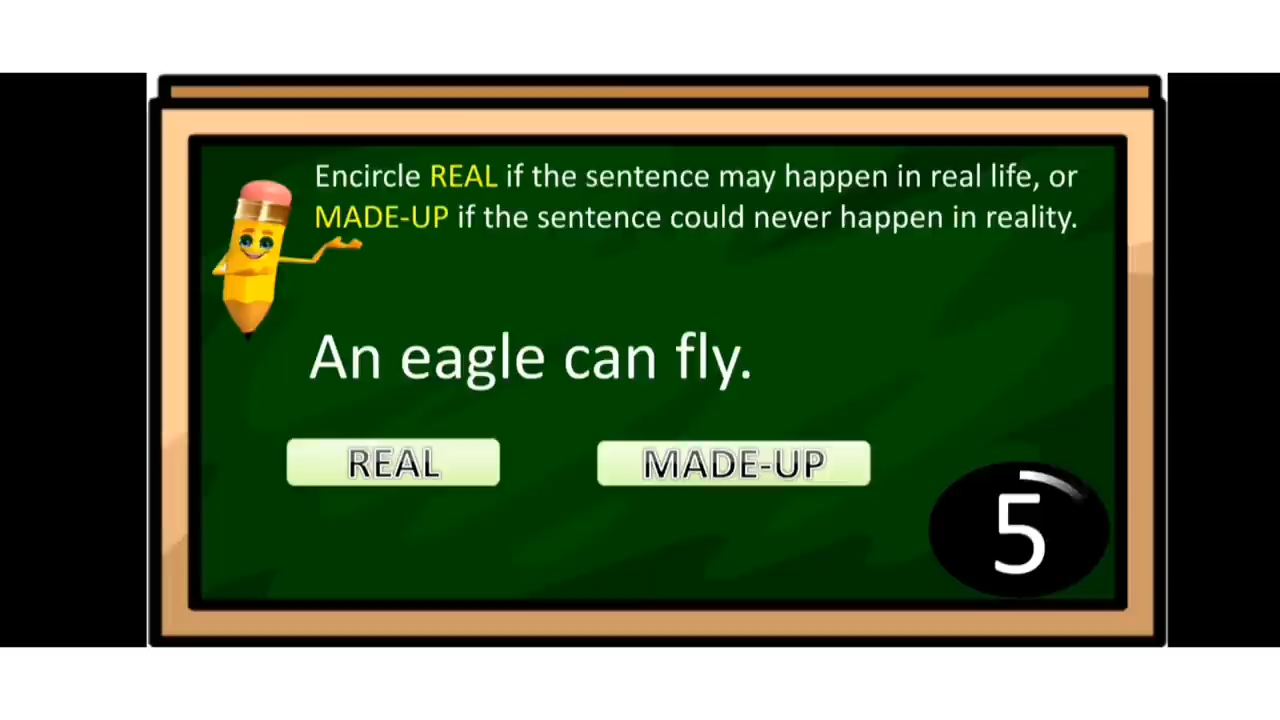 Encircle REAL if the sentence may happen in real life, or
MADE-UP if the sentence could never happen in reality.
An eagle can fly.
REAL
MADE-UP
5